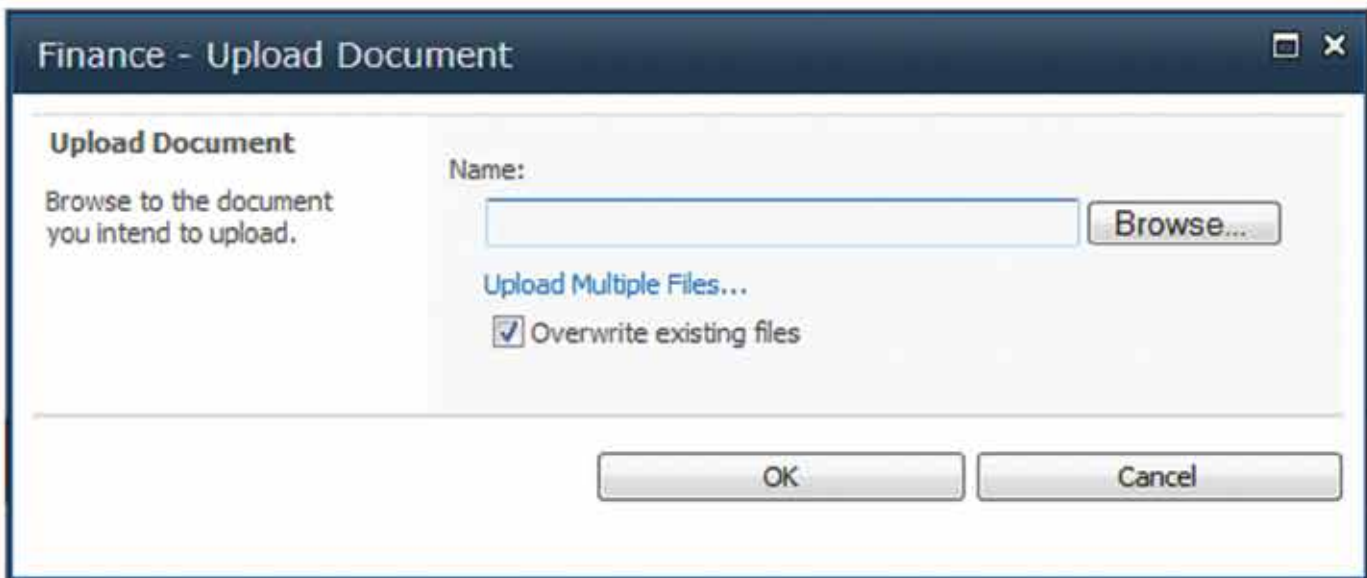 Finance - Upload Document
Upload Document
Browse to the document
you intend to upload.
Name:
Browse...
Upload Multiple Files...
Overwrite existing files
OK
Cancel